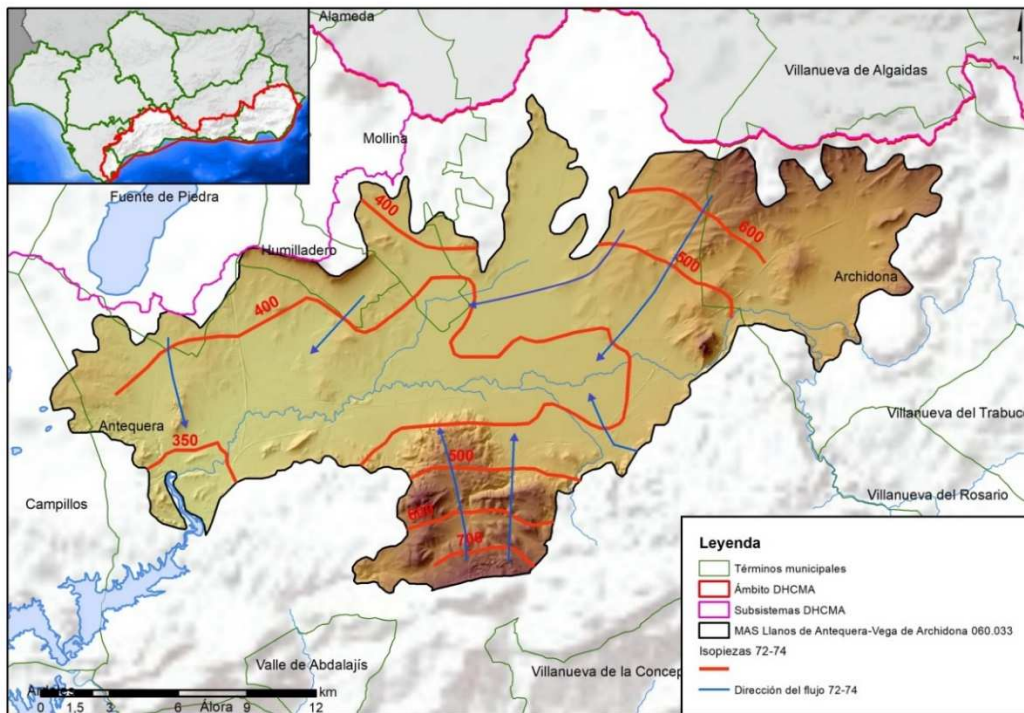 Alameda
Villanueva de Algaidas
N
Mollina
Fuente de Piedra
400
600
Humilladero
500
Archidona
400
Villanueva del Trabuco
Antequera
350
500
Campillos
Villanueva del Rosario
600
700
Leyenda
Términos municipales
Ámbito DHCMA
Subsistemas DHCMA
MAS Llanos de Antequera-Vega de Archidona 060.033
Isopiezas 72-74
Dirección del flujo 72-74
Valle de Abdalajís
Villanueva de la Concep
km
0 1,5 3 6 9 12
Álora